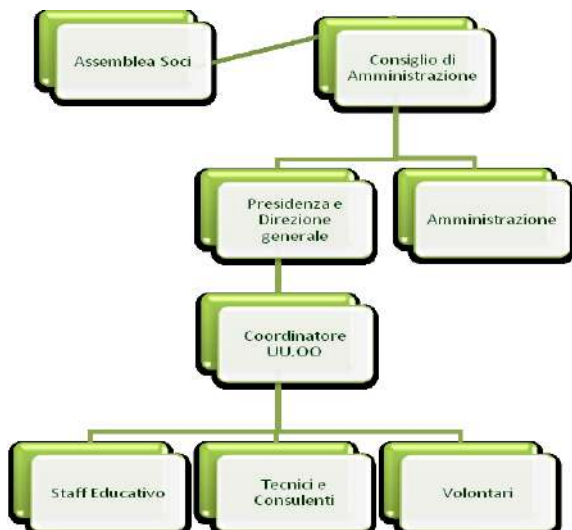 Assemblea Soci
Consiglio di
Amministrazione
Presidenza e
Direzione
generale
Amministrazione
Coordinatore
UU.OO
Staff Educativo
Tecnici e
Consulenti
Volontari